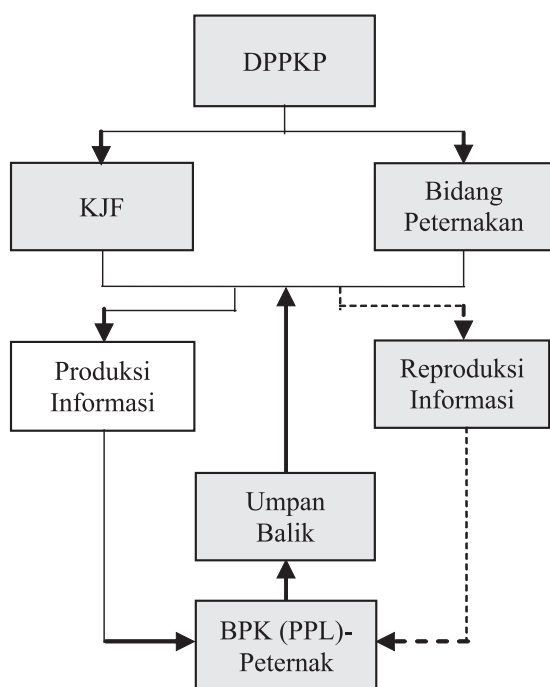 DPPKP
KJF
Bidang
Peternakan
Produksi
Informasi
Reproduksi
Informasi
Umpan
Balik
BPK (PPL)-
Peternak